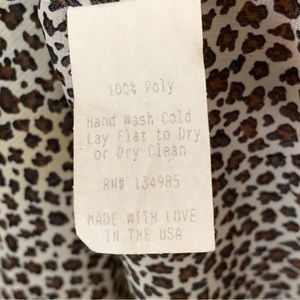 100% Poly
Hand Wash Cold
Lay Flat to Dry
or Dry Clean
RN# 134985
MADE WITH LOVE
IN THE USA